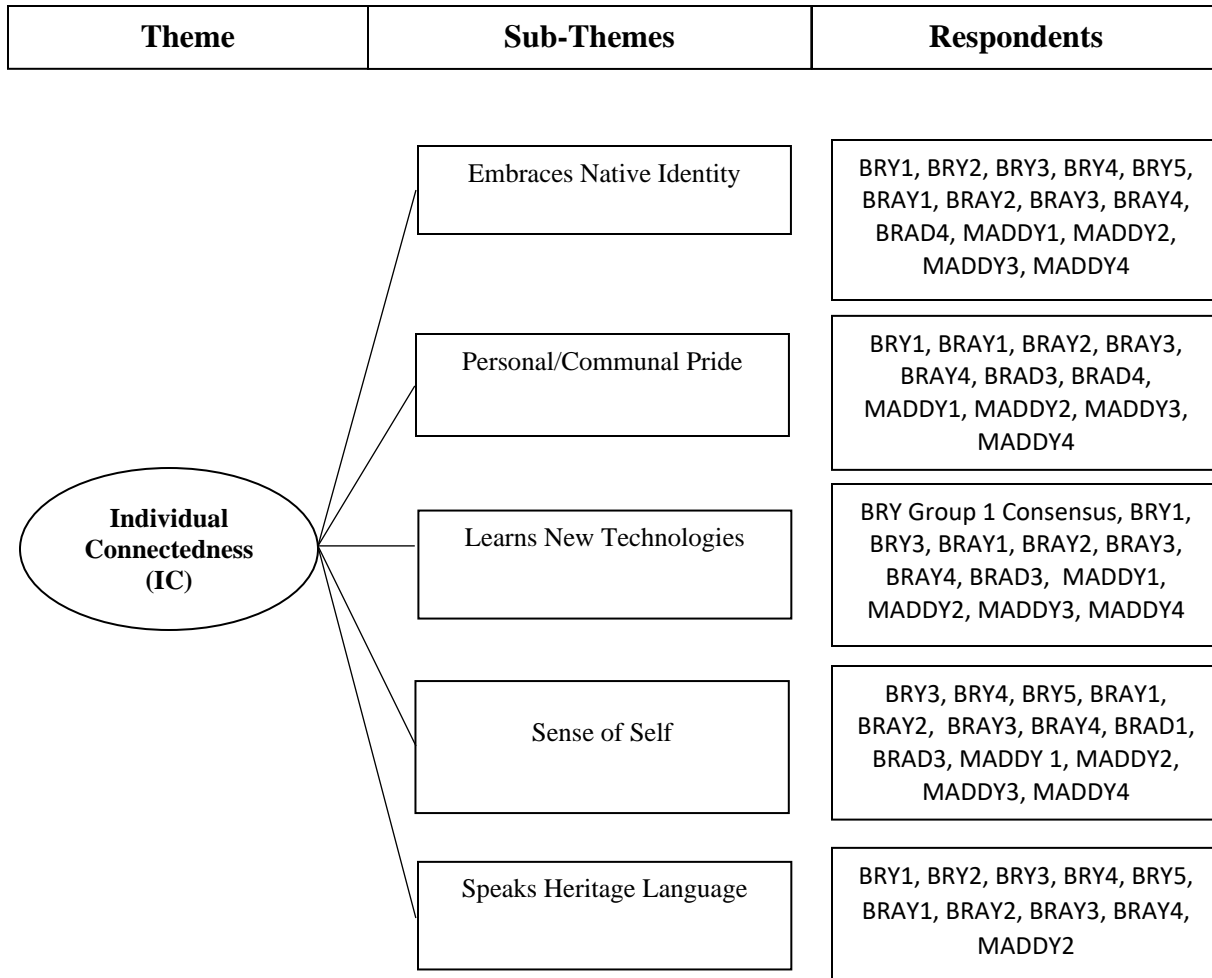 Theme
Sub-Themes
Respondents
Embraces Native Identity
BRY1, BRY2, BRY3, BRY4, BRY5,
BRAY1, BRAY2, BRAY3, BRAY4,
BRAD4, MADDY1, MADDY2,
MADDY3, MADDY4
Personal/Communal Pride
BRY1, BRAY1, BRAY2, BRAY3,
BRAY4, BRAD3, BRAD4,
MADDY1, MADDY2, MADDY3,
MADDY4
Individual
Connectedness
(IC)
Learns New Technologies
BRY Group 1 Consensus, BRY1,
BRY3, BRAY1, BRAY2, BRAY3,
BRAY4, BRAD3, MADDY1,
MADDY2, MADDY3, MADDY4
Sense of Self
BRY3, BRY4, BRY5, BRAY1,
BRAY2, BRAY3, BRAY4, BRAD1,
BRAD3, MADDY 1, MADDY2,
MADDY3, MADDY4
Speaks Heritage Language
BRY1, BRY2, BRY3, BRY4, BRY5,
BRAY1, BRAY2, BRAY3, BRAY4,
MADDY2